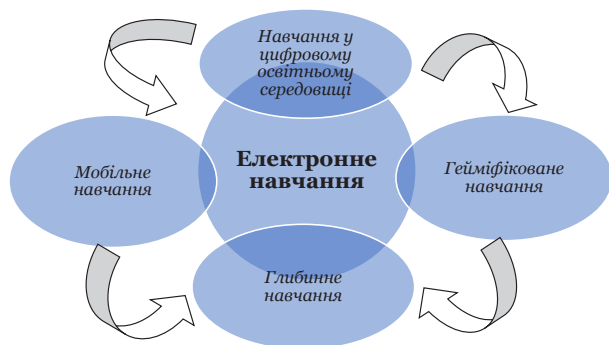 Навчання у
цифровому
освітньому
середовищі
Мобільне
навчання
Електронне
навчання
Гейміфіковане
навчання
Глибинне
навчання